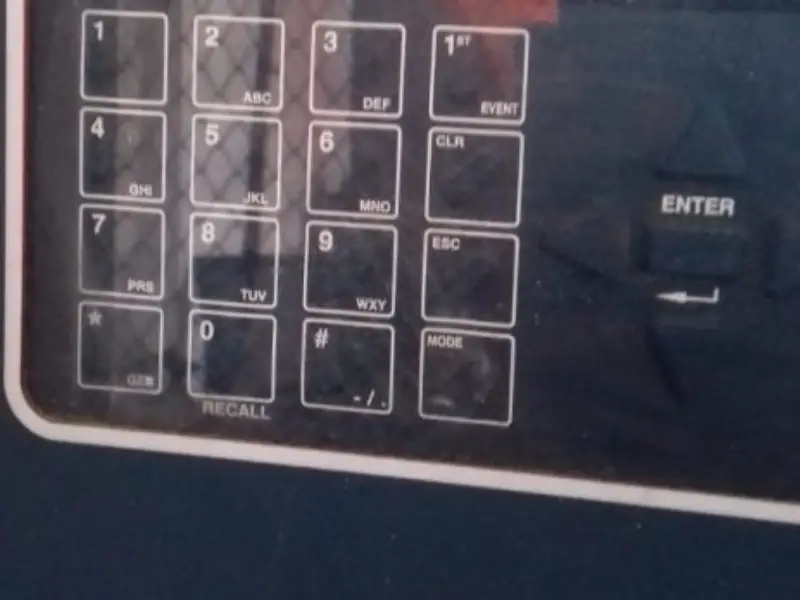 1
2
ABC
3
DEF
1ST
EVENT
4
GHI
5
JKL
6
MNO
CLR
7
PRS
8
TUV
9
WXY
ESC
*
QZ
0
RECALL
#
- / .
MODE
ENTER